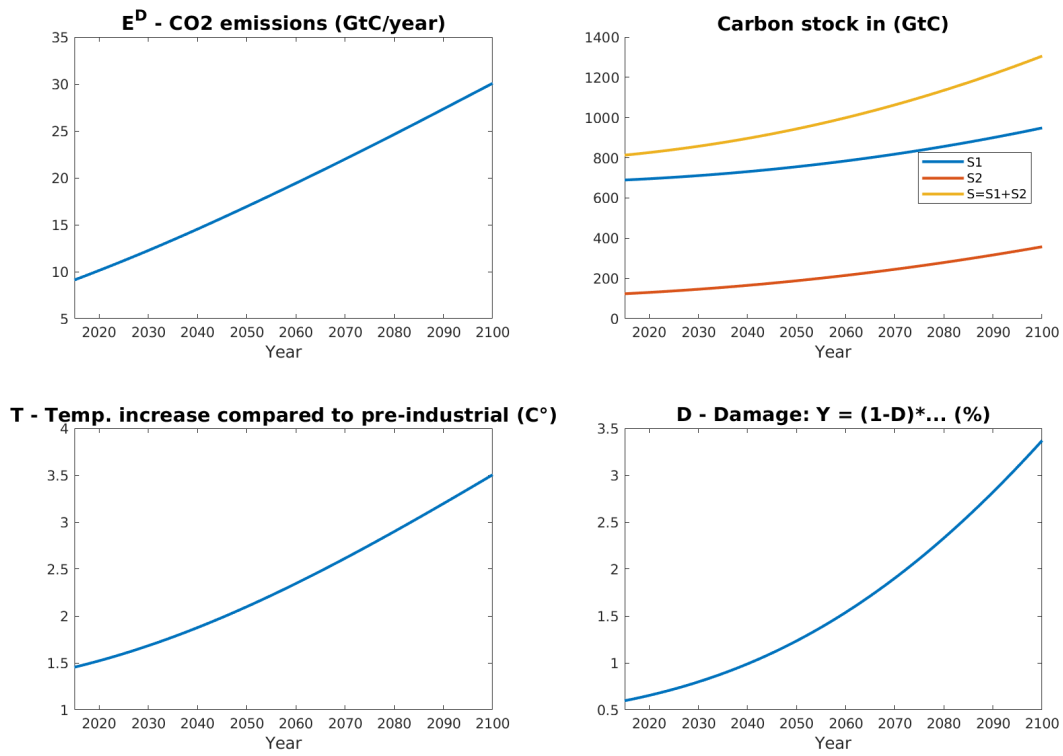 E^D - CO2 emissions (GtC/year)
35
30
25
20
15
10
5
2020 2030 2040 2050 2060 2070 2080 2090 2100
Year
Carbon stock in (GtC)
1400
1200
1000
800
600
400
200
0
S1
S2
S=S1+S2
2020 2030 2040 2050 2060 2070 2080 2090 2100
Year
T - Temp. increase compared to pre-industrial (C°)
4
3.5
3
2.5
2
1.5
1
2020 2030 2040 2050 2060 2070 2080 2090 2100
Year
D - Damage: Y = (1-D)*... (%)
3.5
3
2.5
2
1.5
1
0.5
2020 2030 2040 2050 2060 2070 2080 2090 2100
Year